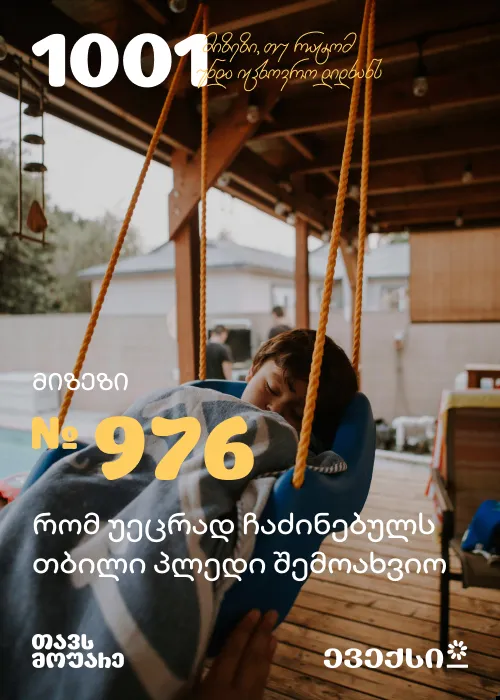 1001 მიზეზი, თუ რატომ
უნდა იცხოვრო დიდხანს
მიზეზი
№ 976
რომ უეცრად ჩაძინებულს
თბილი პლედი შემოახვიო
თავს
მოუარე
ევექსი